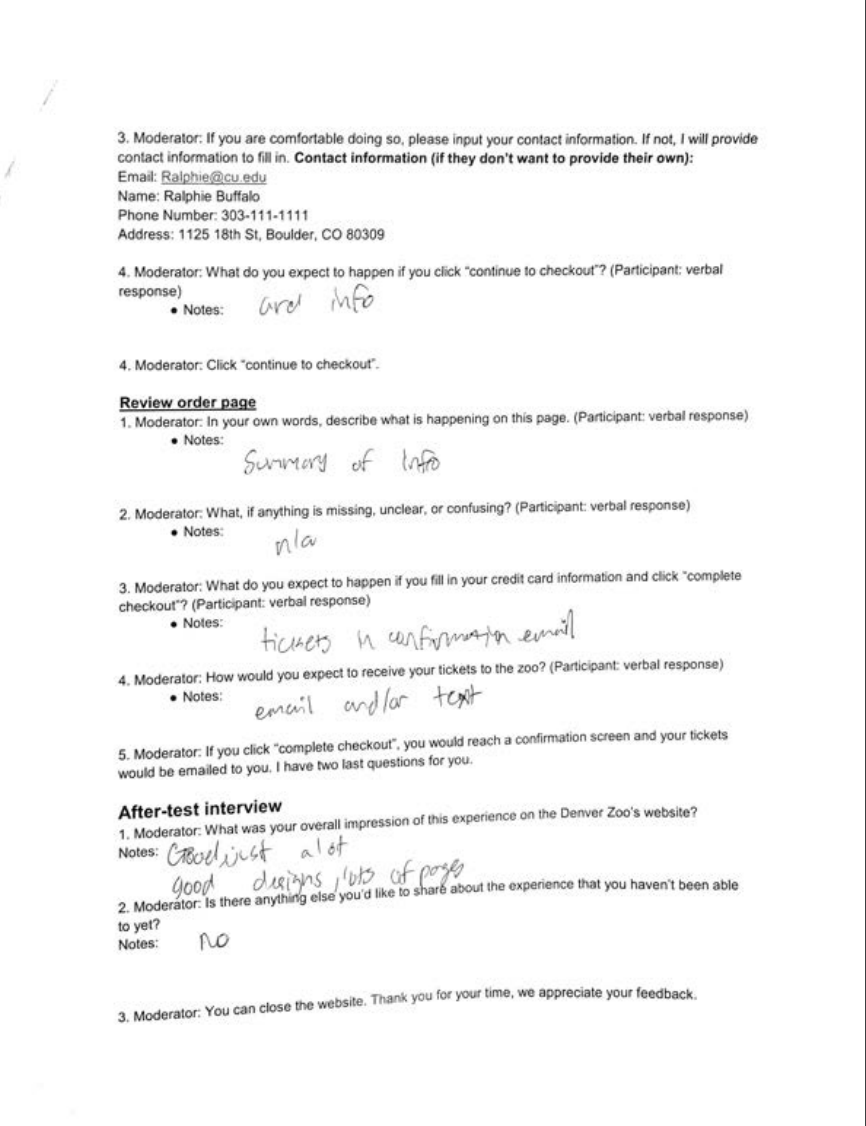 3. Moderator: If you are comfortable doing so, please input your contact information. If not, I will provide
contact information to fill in. Contact information (if they don't want to provide their own):
Email: Ralphie@cu.edu
Name: Ralphie Buffalo
Phone Number: 303-111-1111
Address: 1125 18th St, Boulder, CO 80309
4. Moderator: What do you expect to happen if you click "continue to checkout"? (Participant: verbal
response)
• Notes: card info
4. Moderator: Click "continue to checkout".
Review order page
1. Moderator: In your own words, describe what is happening on this page. (Participant: verbal response)
• Notes:
Summary of Info
2. Moderator: What, if anything is missing, unclear, or confusing? (Participant: verbal response)
• Notes:
n/a
3. Moderator: What do you expect to happen if you fill in your credit card information and click "complete
checkout"? (Participant: verbal response)
• Notes:
tickets in confirmation email
4. Moderator: How would you expect to receive your tickets to the zoo? (Participant: verbal response)
• Notes: email and/or text
5. Moderator: If you click "complete checkout", you would reach a confirmation screen and your tickets
would be emailed to you. I have two last questions for you.
After-test interview
1. Moderator: What was your overall impression of this experience on the Denver Zoo's website?
Notes: Good, just alot
good designs, lots of pages
2. Moderator: Is there anything else you'd like to share about the experience that you haven't been able
to yet?
Notes: no
3. Moderator: You can close the website. Thank you for your time, we appreciate your feedback.